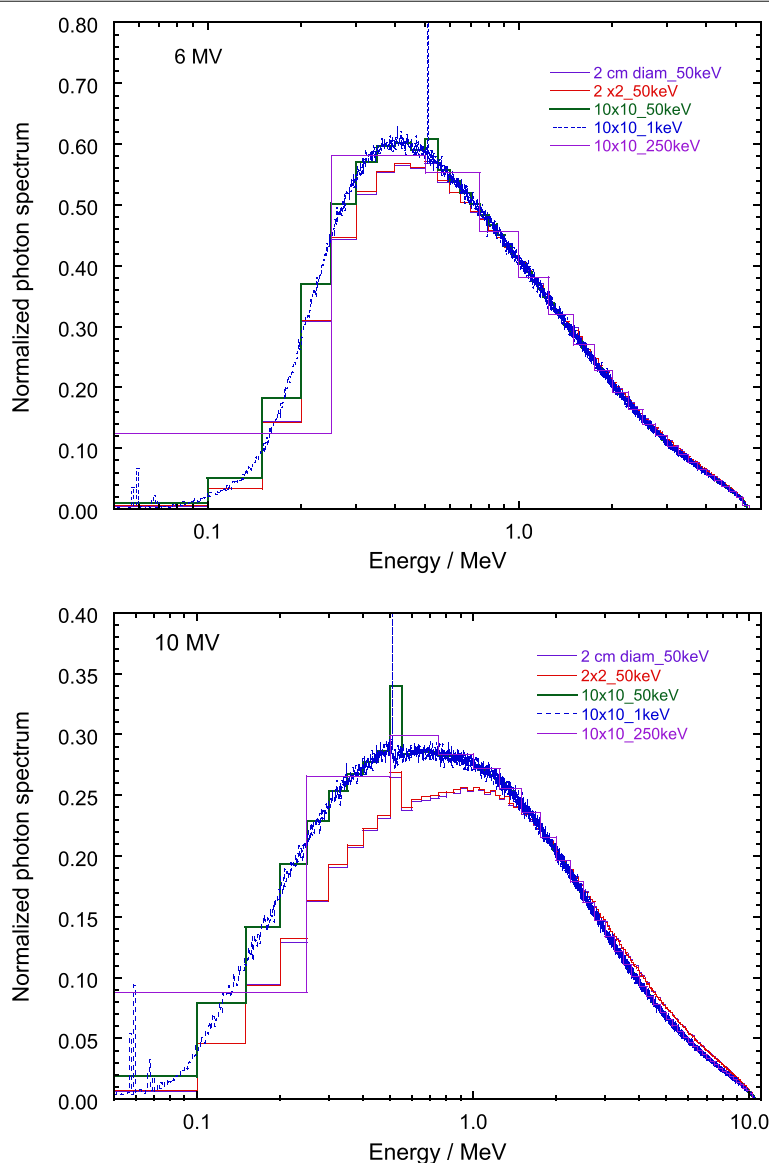 0.80
6 MV
2 cm diam_50keV
0.70
2 x2_50keV
10x10_50keV
10x10_1keV
0.60
10x10_250keV
0.50
0.40
0.30
0.20
0.10
0.00
Normalized photon spectrum
0.1
1.0
Energy / MeV
0.40
10 MV
2 cm diam_50keV
0.35
2x2_50keV
10x10_50keV
10x10_1keV
0.30
10x10_250keV
0.25
0.20
0.15
0.10
0.05
0.00
Normalized photon spectrum
0.1
1.0
10.0
Energy / MeV